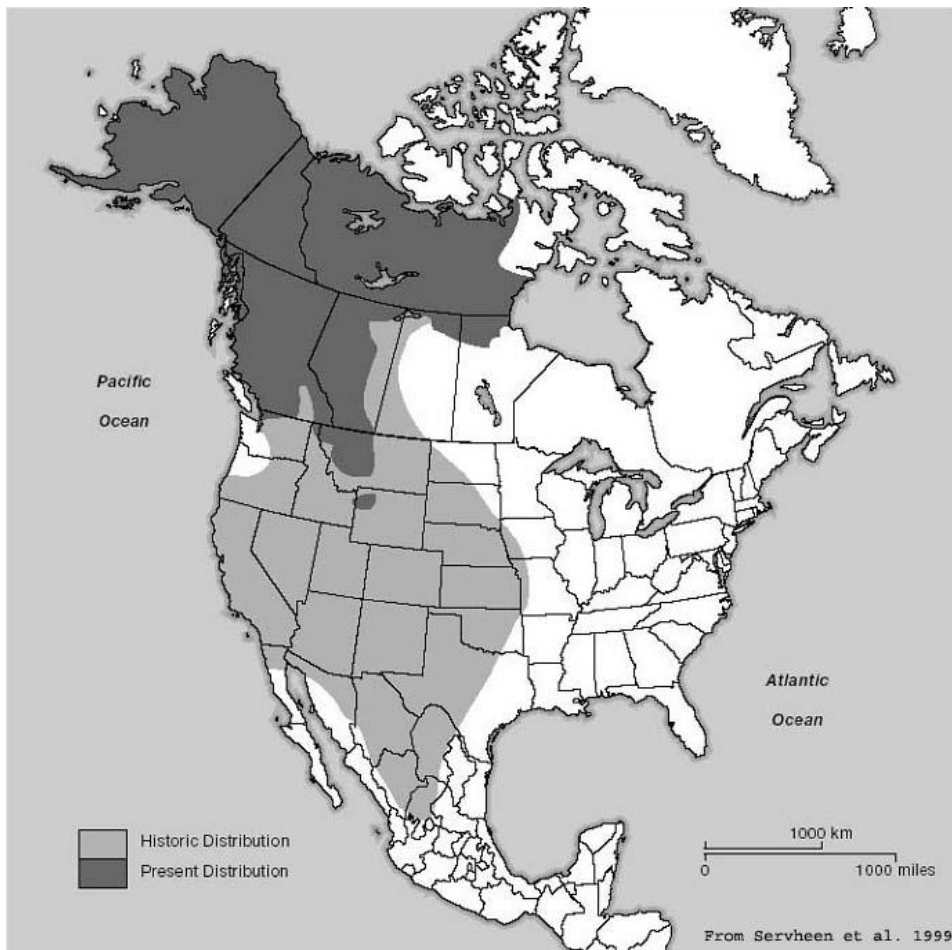 Pacific
Ocean
Atlantic
Ocean
Historic Distribution
Present Distribution
1000 km
0
1000 miles
From Servheen et al. 1999